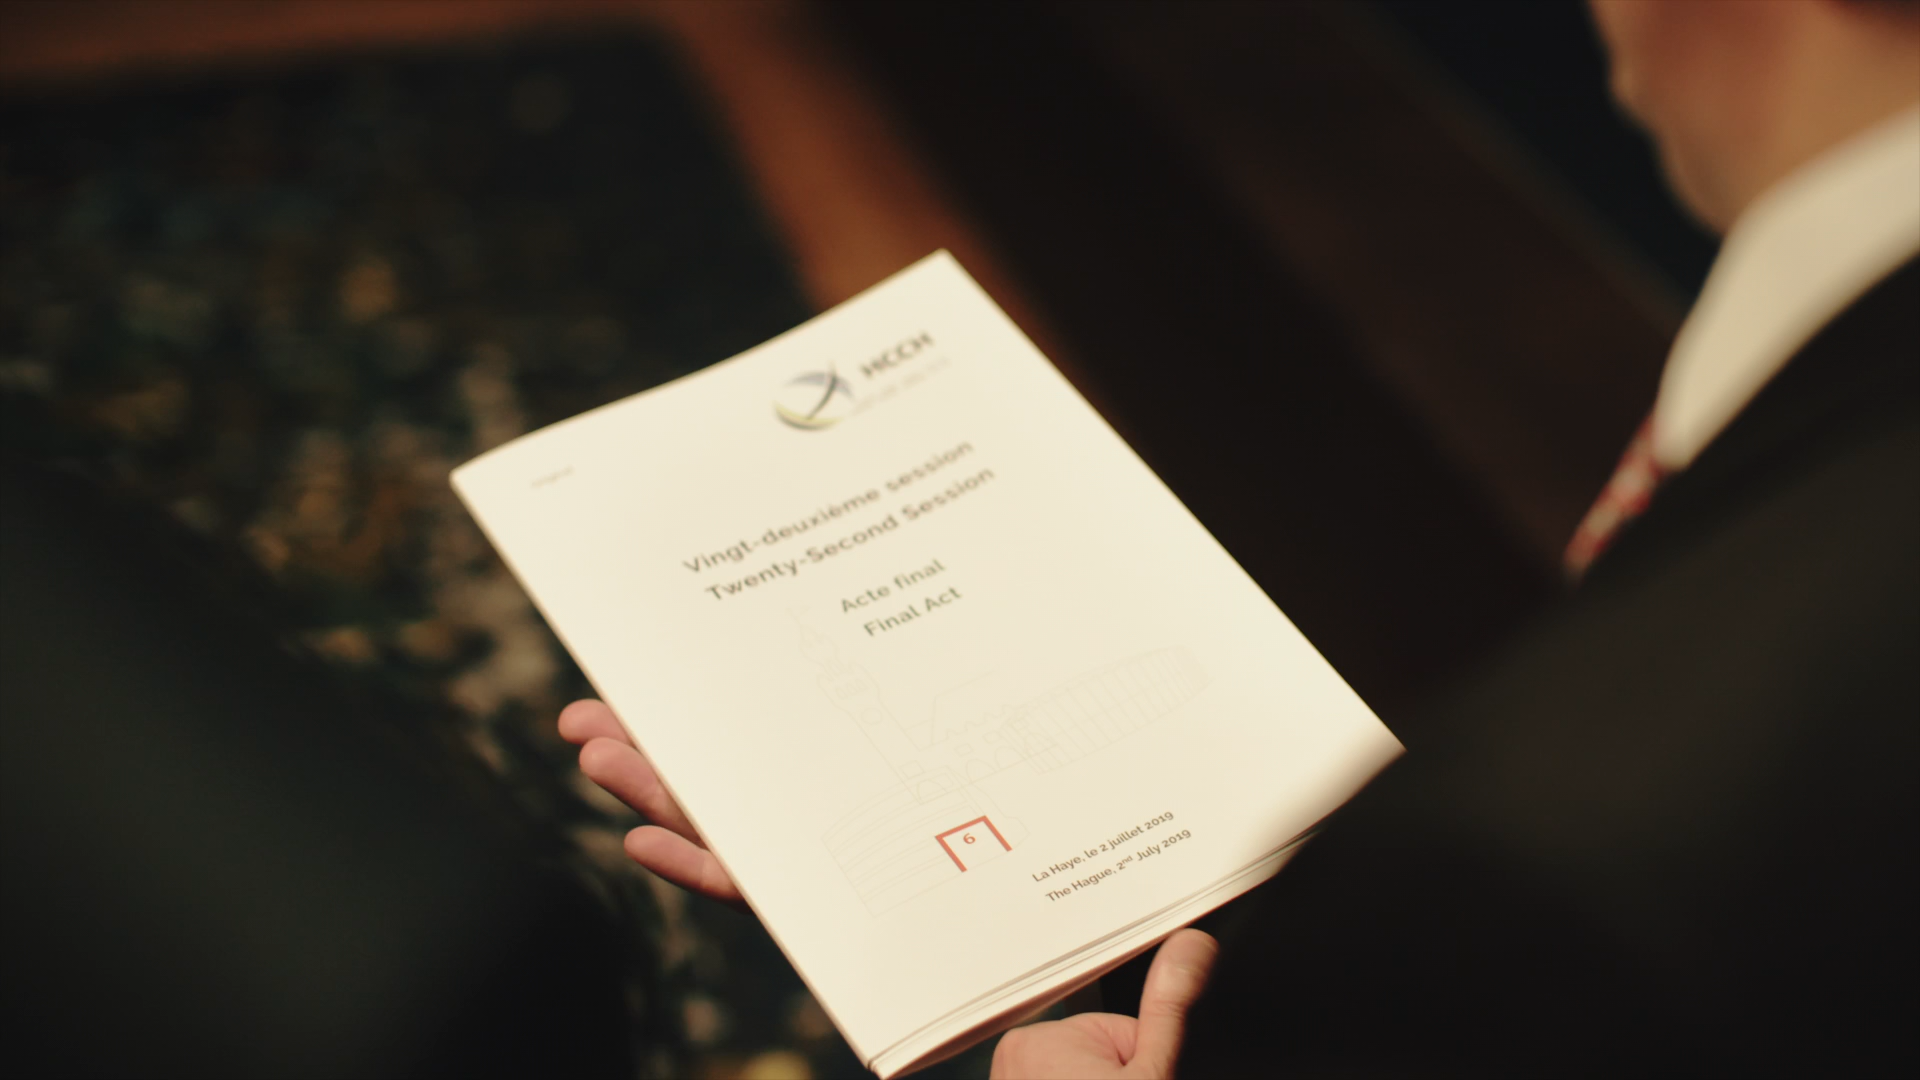 HCCH
Vingt-deuxième session
Twenty-Second Session
Acte final
Final Act
6
La Haye, le 2 juillet 2019
The Hague, 2nd July 2019